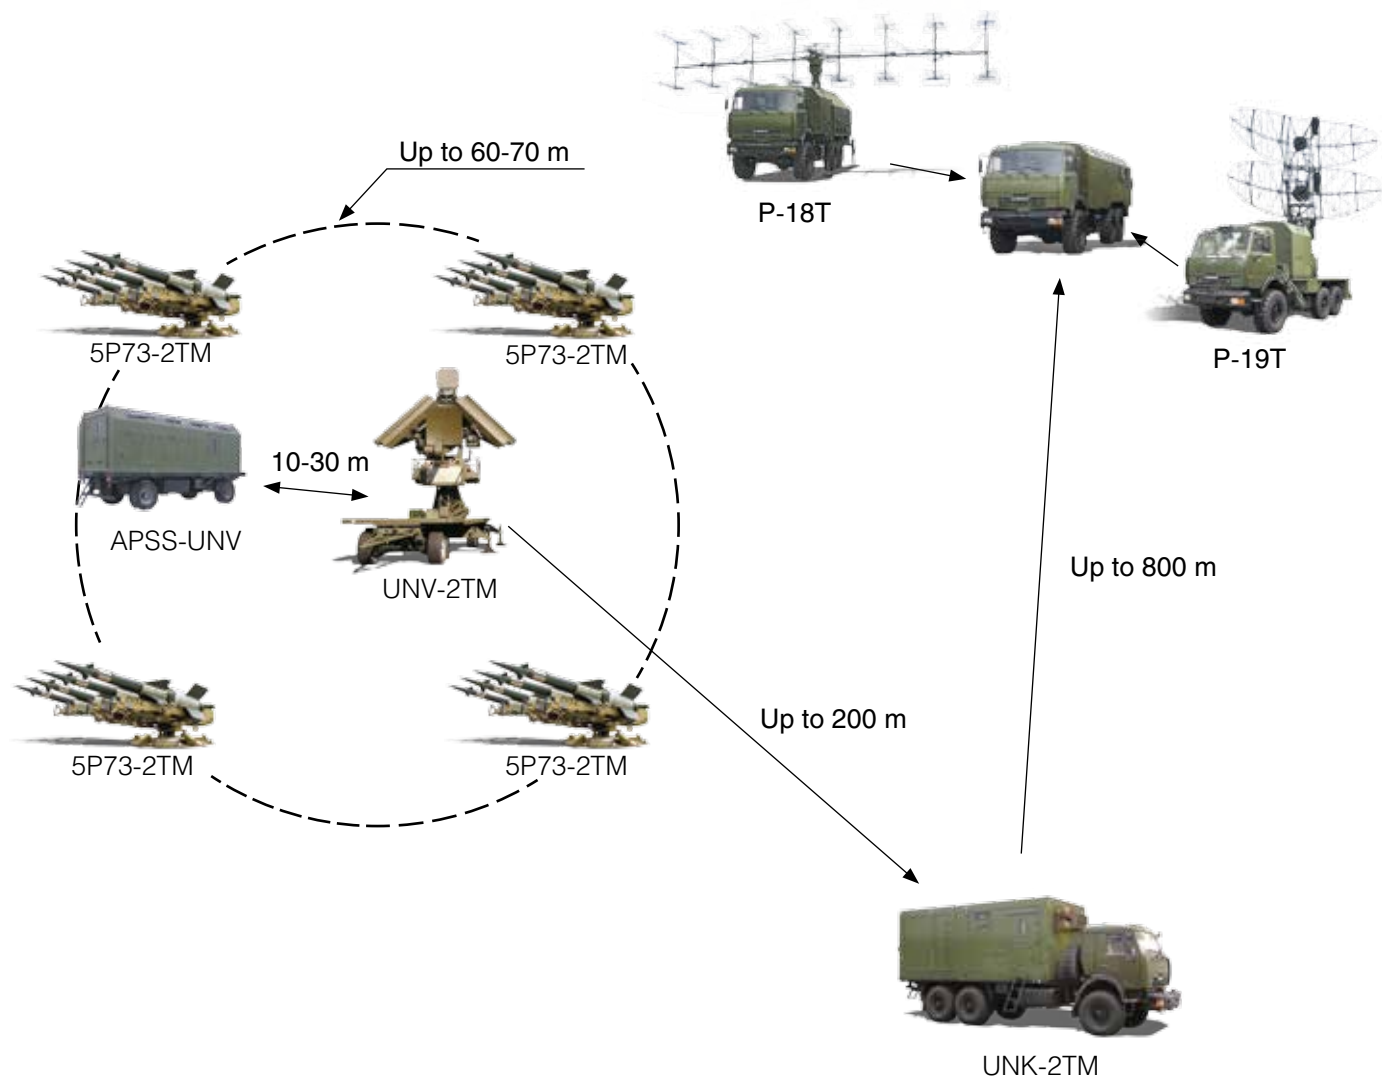 Up to 60-70 m
P-18T
P-19T
5P73-2TM
5P73-2TM
10-30 m
APSS-UNV
UNV-2TM
Up to 800 m
Up to 200 m
5P73-2TM
5P73-2TM
UNK-2TM